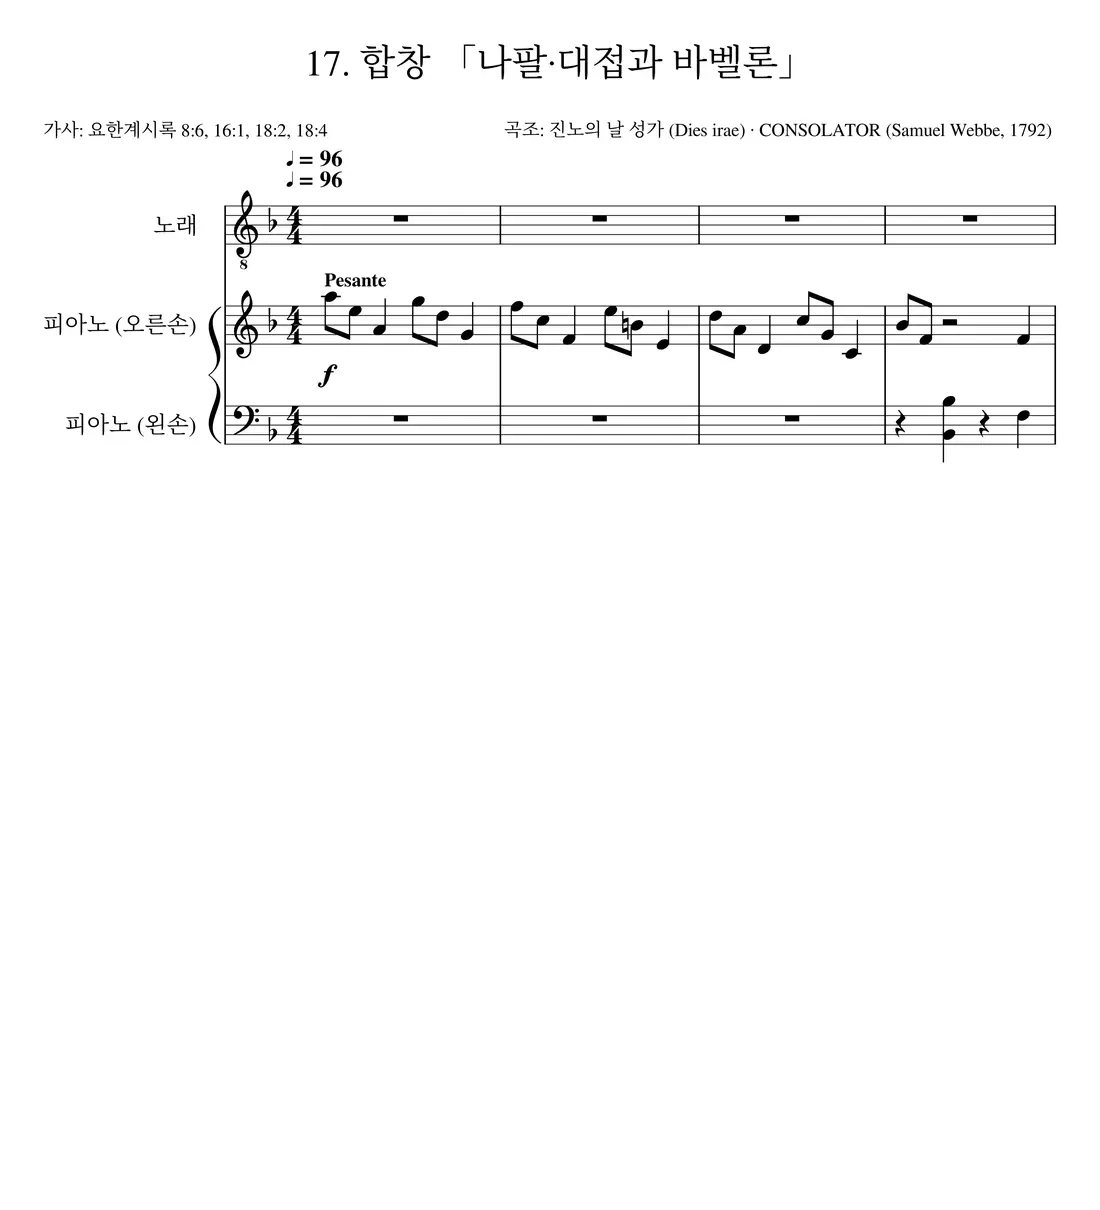 17. 합창 「나팔·대접과 바벨론」
가사: 요한계시록 8:6, 16:1, 18:2, 18:4
곡조: 진노의 날 성가 (Dies irae) · CONSOLATOR (Samuel Webbe, 1792)
♩ = 96
♩ = 96
노래
8
Pesante
피아노 (오른손)
f
피아노 (왼손)